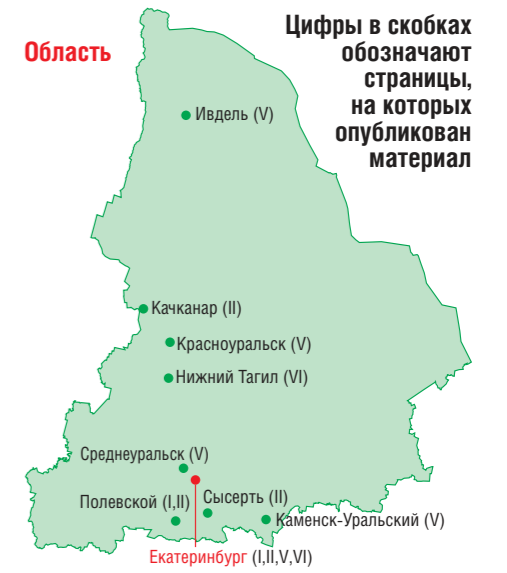 Область
Цифры в скобках
обозначают
страницы,
на которых
опубликован
материал
Ивдель (V)
Качканар (II)
Красноуральск (V)
Нижний Тагил (VI)
Среднеуральск (V)
Полевской (I,II)
Сысерть (II)
Каменск-Уральский (V)
Екатеринбург (I,II,V,VI)